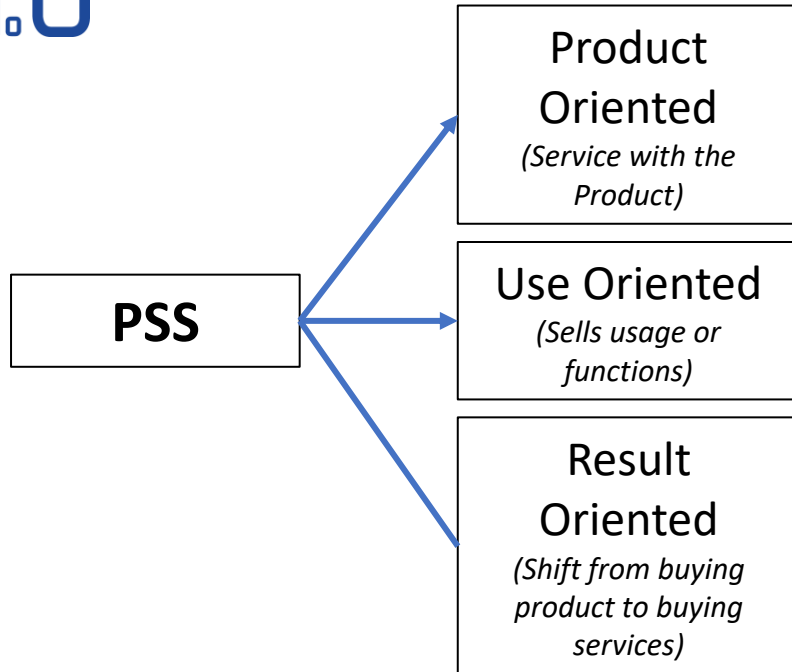 PSS
Product
Oriented
(Service with the
Product)
Use Oriented
(Sells usage or
functions)
Result
Oriented
(Shift from buying
product to buying
services)